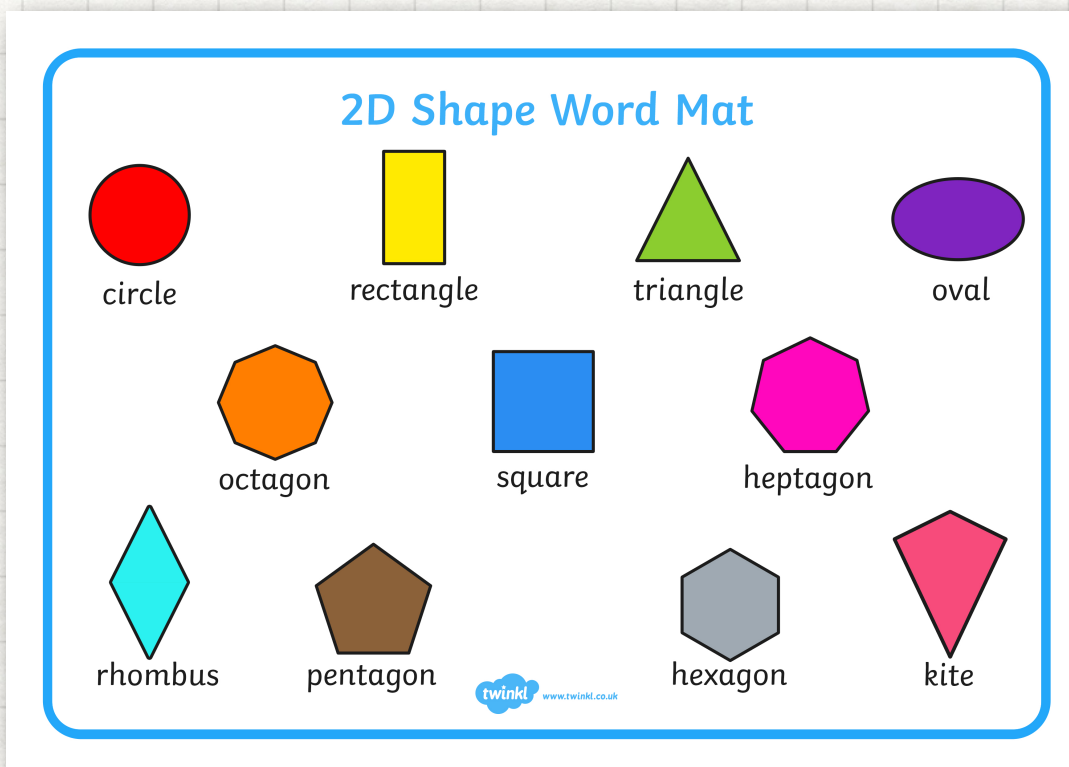 2D Shape Word Mat
circle
rectangle
triangle
oval
octagon
square
heptagon
rhombus
pentagon
hexagon
kite
twinkl
www.twinkl.co.uk